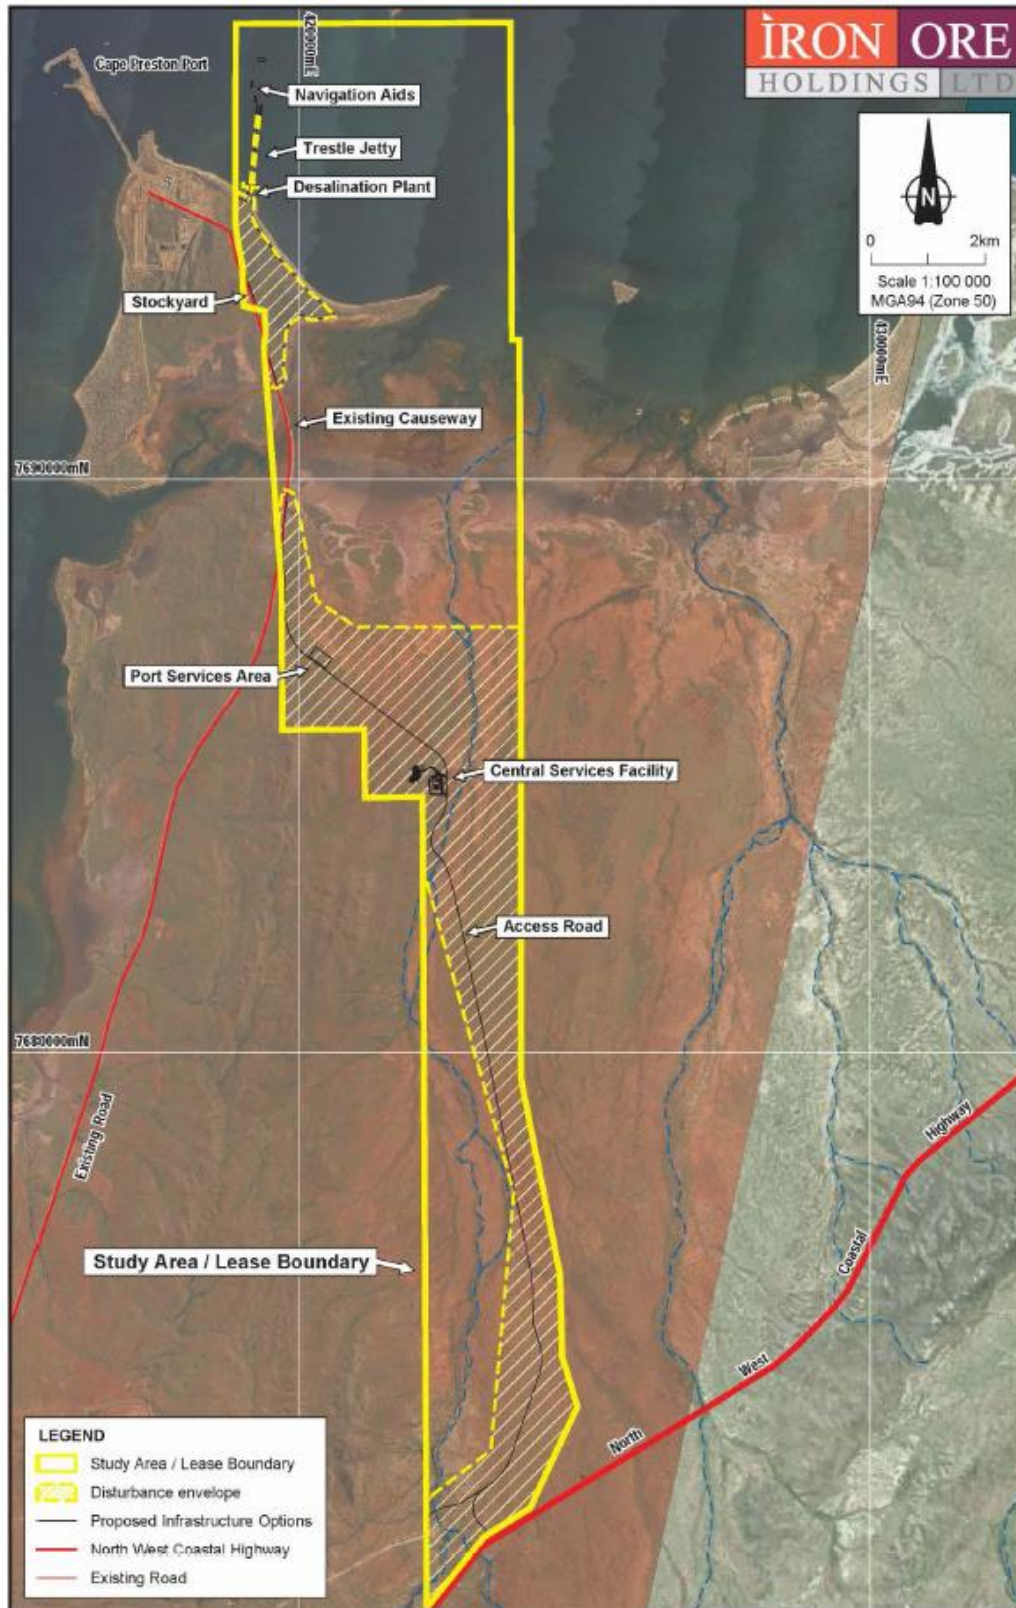 IRON ORE
HOLDINGS LTD
Cape Preston Port
420000mE
Navigation Aids
Trestle Jetty
Desalination Plant
N
0 2km
Scale 1:100 000
MGA94 (Zone 50)
Stockyard
430000mE
Existing Causeway
7690000mN
Port Services Area
Central Services Facility
Access Road
7680000mN
Existing Road
Highway
Coastal
Study Area / Lease Boundary
West
North
LEGEND
Study Area / Lease Boundary
Disturbance envelope
Proposed Infrastructure Options
North West Coastal Highway
Existing Road